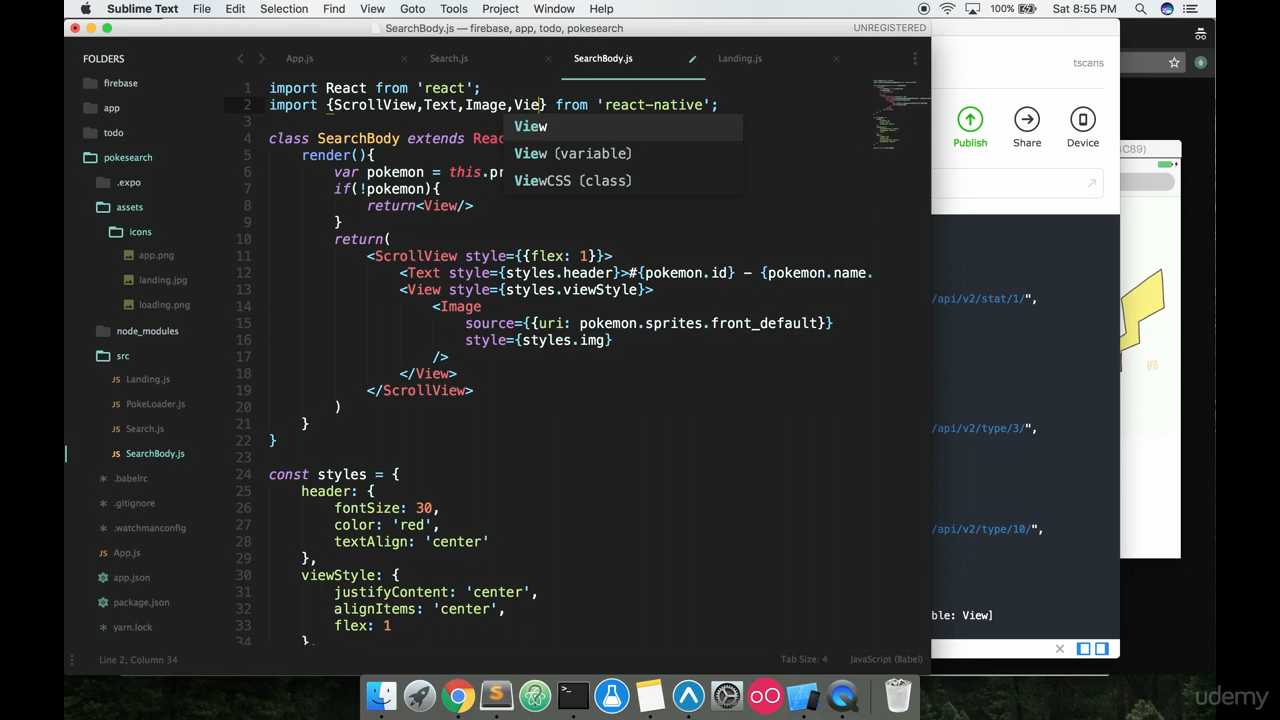 Sublime Text File Edit Selection Find View Goto Tools Project Window Help 100% Sat 8:55 PM
SearchBody.js — firebase, app, todo, pokesearch UNREGISTERED
FOLDERS
firebase
app
todo
pokesearch
.expo
assets
icons
app.png
landing.jpg
loading.png
node_modules
src
Landing.js
PokeLoader.js
Search.js
SearchBody.js
.babelrc
.gitignore
.watchmanconfig
App.js
app.json
package.json
yarn.lock
App.js Search.js SearchBody.js Landing.js
1 import React from 'react';
2 import {ScrollView,Text,Image,Vie} from 'react-native';
View
View (variable)
ViewCSS (class)
4 class SearchBody extends Rea
5 render(){
6 var pokemon = this.pr
7 if(!pokemon){
8 return<View/>
9 }
10 return(
11 <ScrollView style={{flex: 1}}>
12 <Text style={styles.header}>#{pokemon.id} - {pokemon.name.
13 <View style={styles.viewStyle}>
14 <Image
15 source={{uri: pokemon.sprites.front_default}}
16 style={styles.img}
17 />
18 </View>
19 </ScrollView>
20 )
21 }
22 }
23
24 const styles = {
25 header: {
26 fontSize: 30,
27 color: 'red',
28 textAlign: 'center'
29 },
30 viewStyle: {
31 justifyContent: 'center',
32 alignItems: 'center',
33 flex: 1
34 },
Line 2, Column 34 Tab Size: 4 JavaScript (Babel)
tscans
Publish Share Device
C89)
/api/v2/stat/1/",
/api/v2/type/3/",
/api/v2/type/10/",
ble: View]
udemy